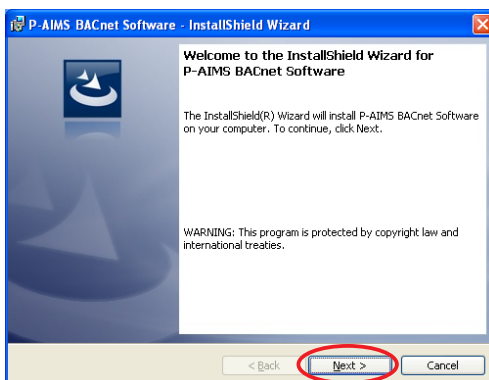 P-AIMS BACnet Software - InstallShield Wizard
Welcome to the InstallShield Wizard for
P-AIMS BACnet Software
The InstallShield(R) Wizard will install P-AIMS BACnet Software
on your computer. To continue, click Next.
WARNING: This program is protected by copyright law and
international treaties.
< Back
Next >
Cancel